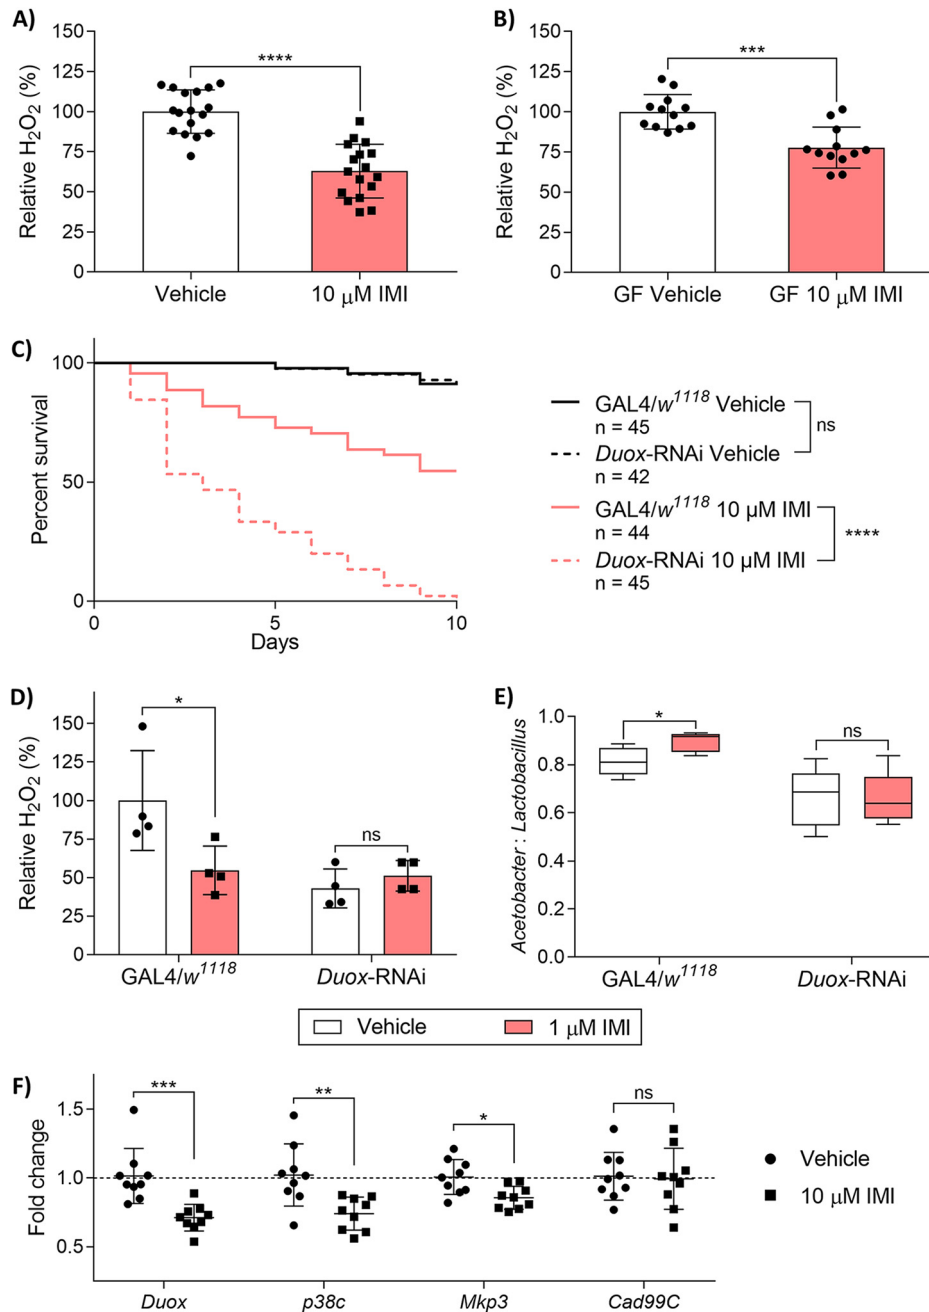 A)
Relative H2O2 (%)
150
125
100
75
50
25
0
****
Vehicle
10 μM IMI
B)
Relative H2O2 (%)
150
125
100
75
50
25
0
***
GF Vehicle
GF 10 μM IMI
C)
Percent survival
100
50
0
0
5
10
Days
GAL4/w1118 Vehicle
n = 45
Duox-RNAi Vehicle
n = 42
ns
GAL4/w1118 10 µM IMI
n = 44
Duox-RNAi 10 µM IMI
n = 45
****
D)
Relative H2O2 (%)
150
125
100
75
50
25
0
*
ns
GAL4/w1118
Duox-RNAi
E)
Acetobacter : Lactobacillus
1.0
0.8
0.6
0.4
0.2
0.0
*
ns
GAL4/w1118
Duox-RNAi
Vehicle
1 μM IMI
F)
Fold change
1.5
1.0
0.5
***
**
*
ns
Duox
p38c
Mkp3
Cad99C
Vehicle
10 μM IMI